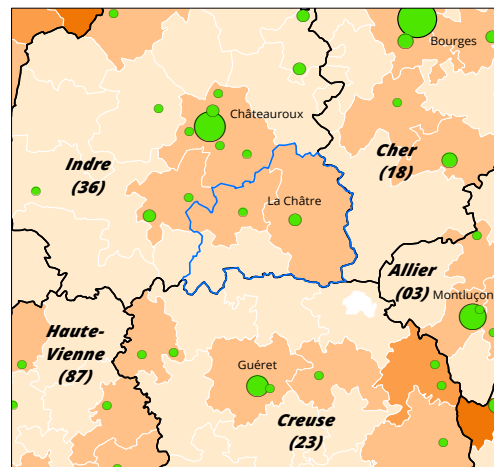 Bourges
Châteauroux
Cher
(18)
Indre
(36)
La Châtre
Allier
(03)
Montluçon
Haute-
Vienne
(87)
Guéret
Creuse
(23)